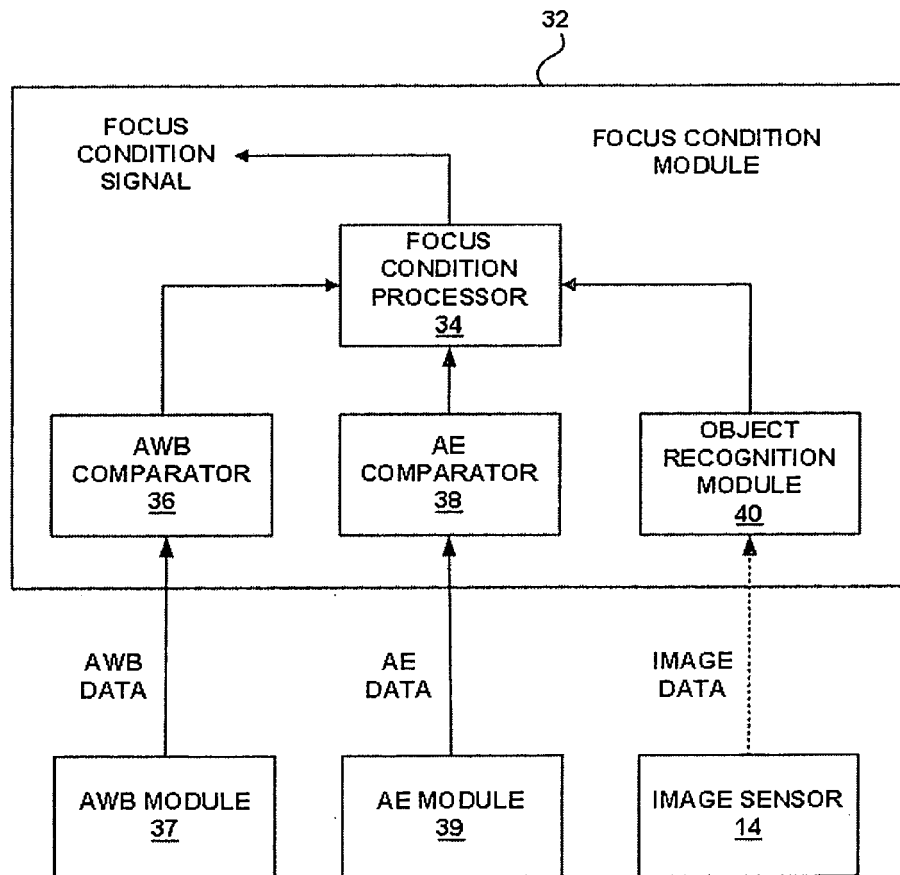 32
FOCUS
CONDITION
SIGNAL
FOCUS CONDITION
MODULE
FOCUS
CONDITION
PROCESSOR
34
AWB
COMPARATOR
36
AE
COMPARATOR
38
OBJECT
RECOGNITION
MODULE
40
AWB
DATA
AE
DATA
IMAGE
DATA
AWB MODULE
37
AE MODULE
39
IMAGE SENSOR
14